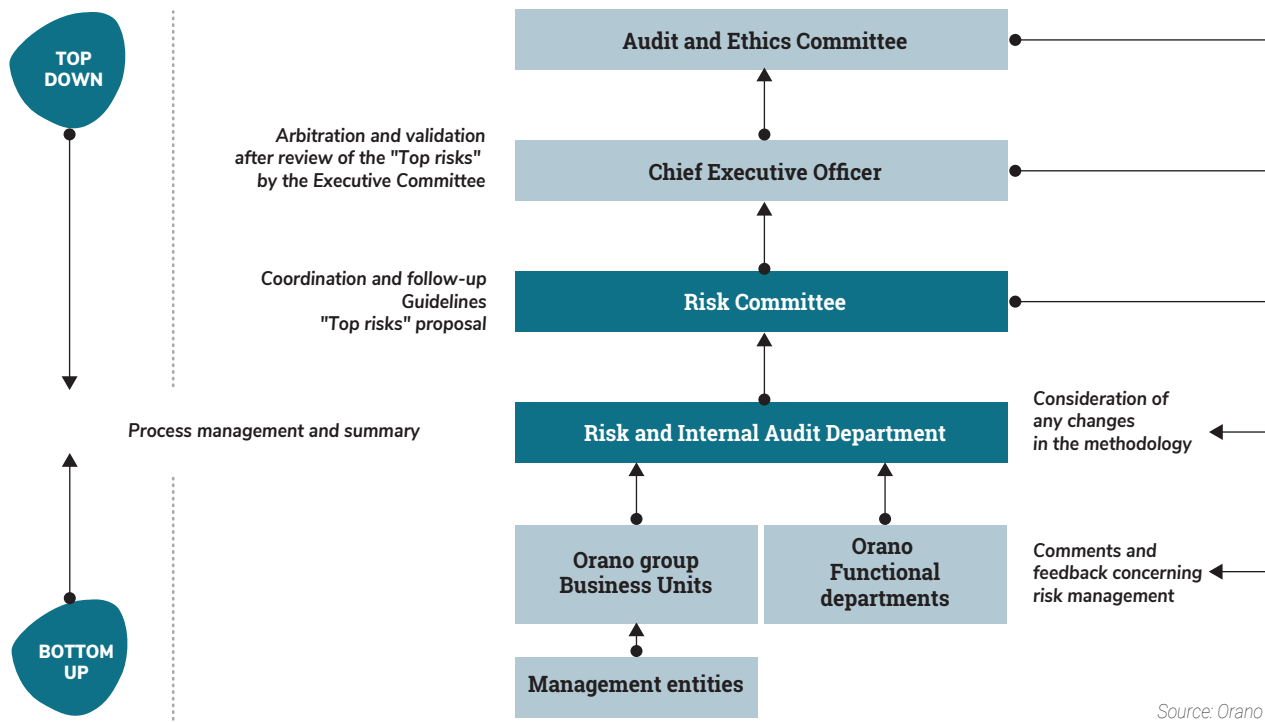 TOP
DOWN
Audit and Ethics Committee
Arbitration and validation
after review of the "Top risks"
by the Executive Committee
Chief Executive Officer
Coordination and follow-up
Guidelines
"Top risks" proposal
Risk Committee
Process management and summary
Risk and Internal Audit Department
Consideration of
any changes
in the methodology
Orano group
Business Units
Orano
Functional
departments
Comments and
feedback concerning
risk management
BOTTOM
UP
Management entities
Source: Orano